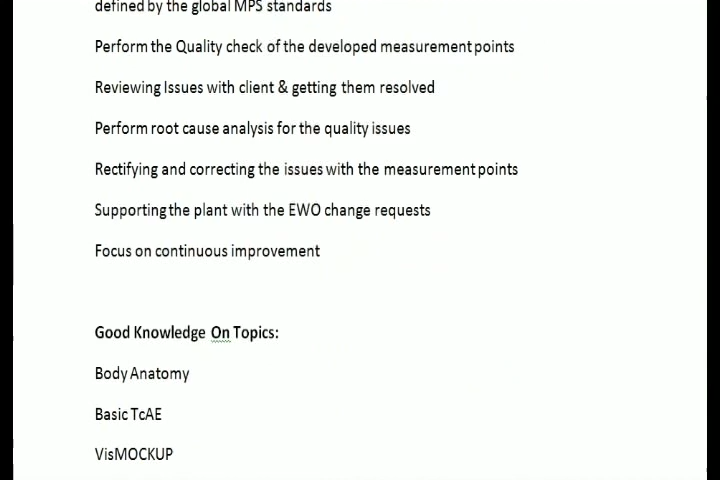 defined by the global MPS standards
Perform the Quality check of the developed measurement points
Reviewing Issues with client & getting them resolved
Perform root cause analysis for the quality issues
Rectifying and correcting the issues with the measurement points
Supporting the plant with the EWO change requests
Focus on continuous improvement
Good Knowledge On Topics:
Body Anatomy
Basic TcAE
VisMOCKUP